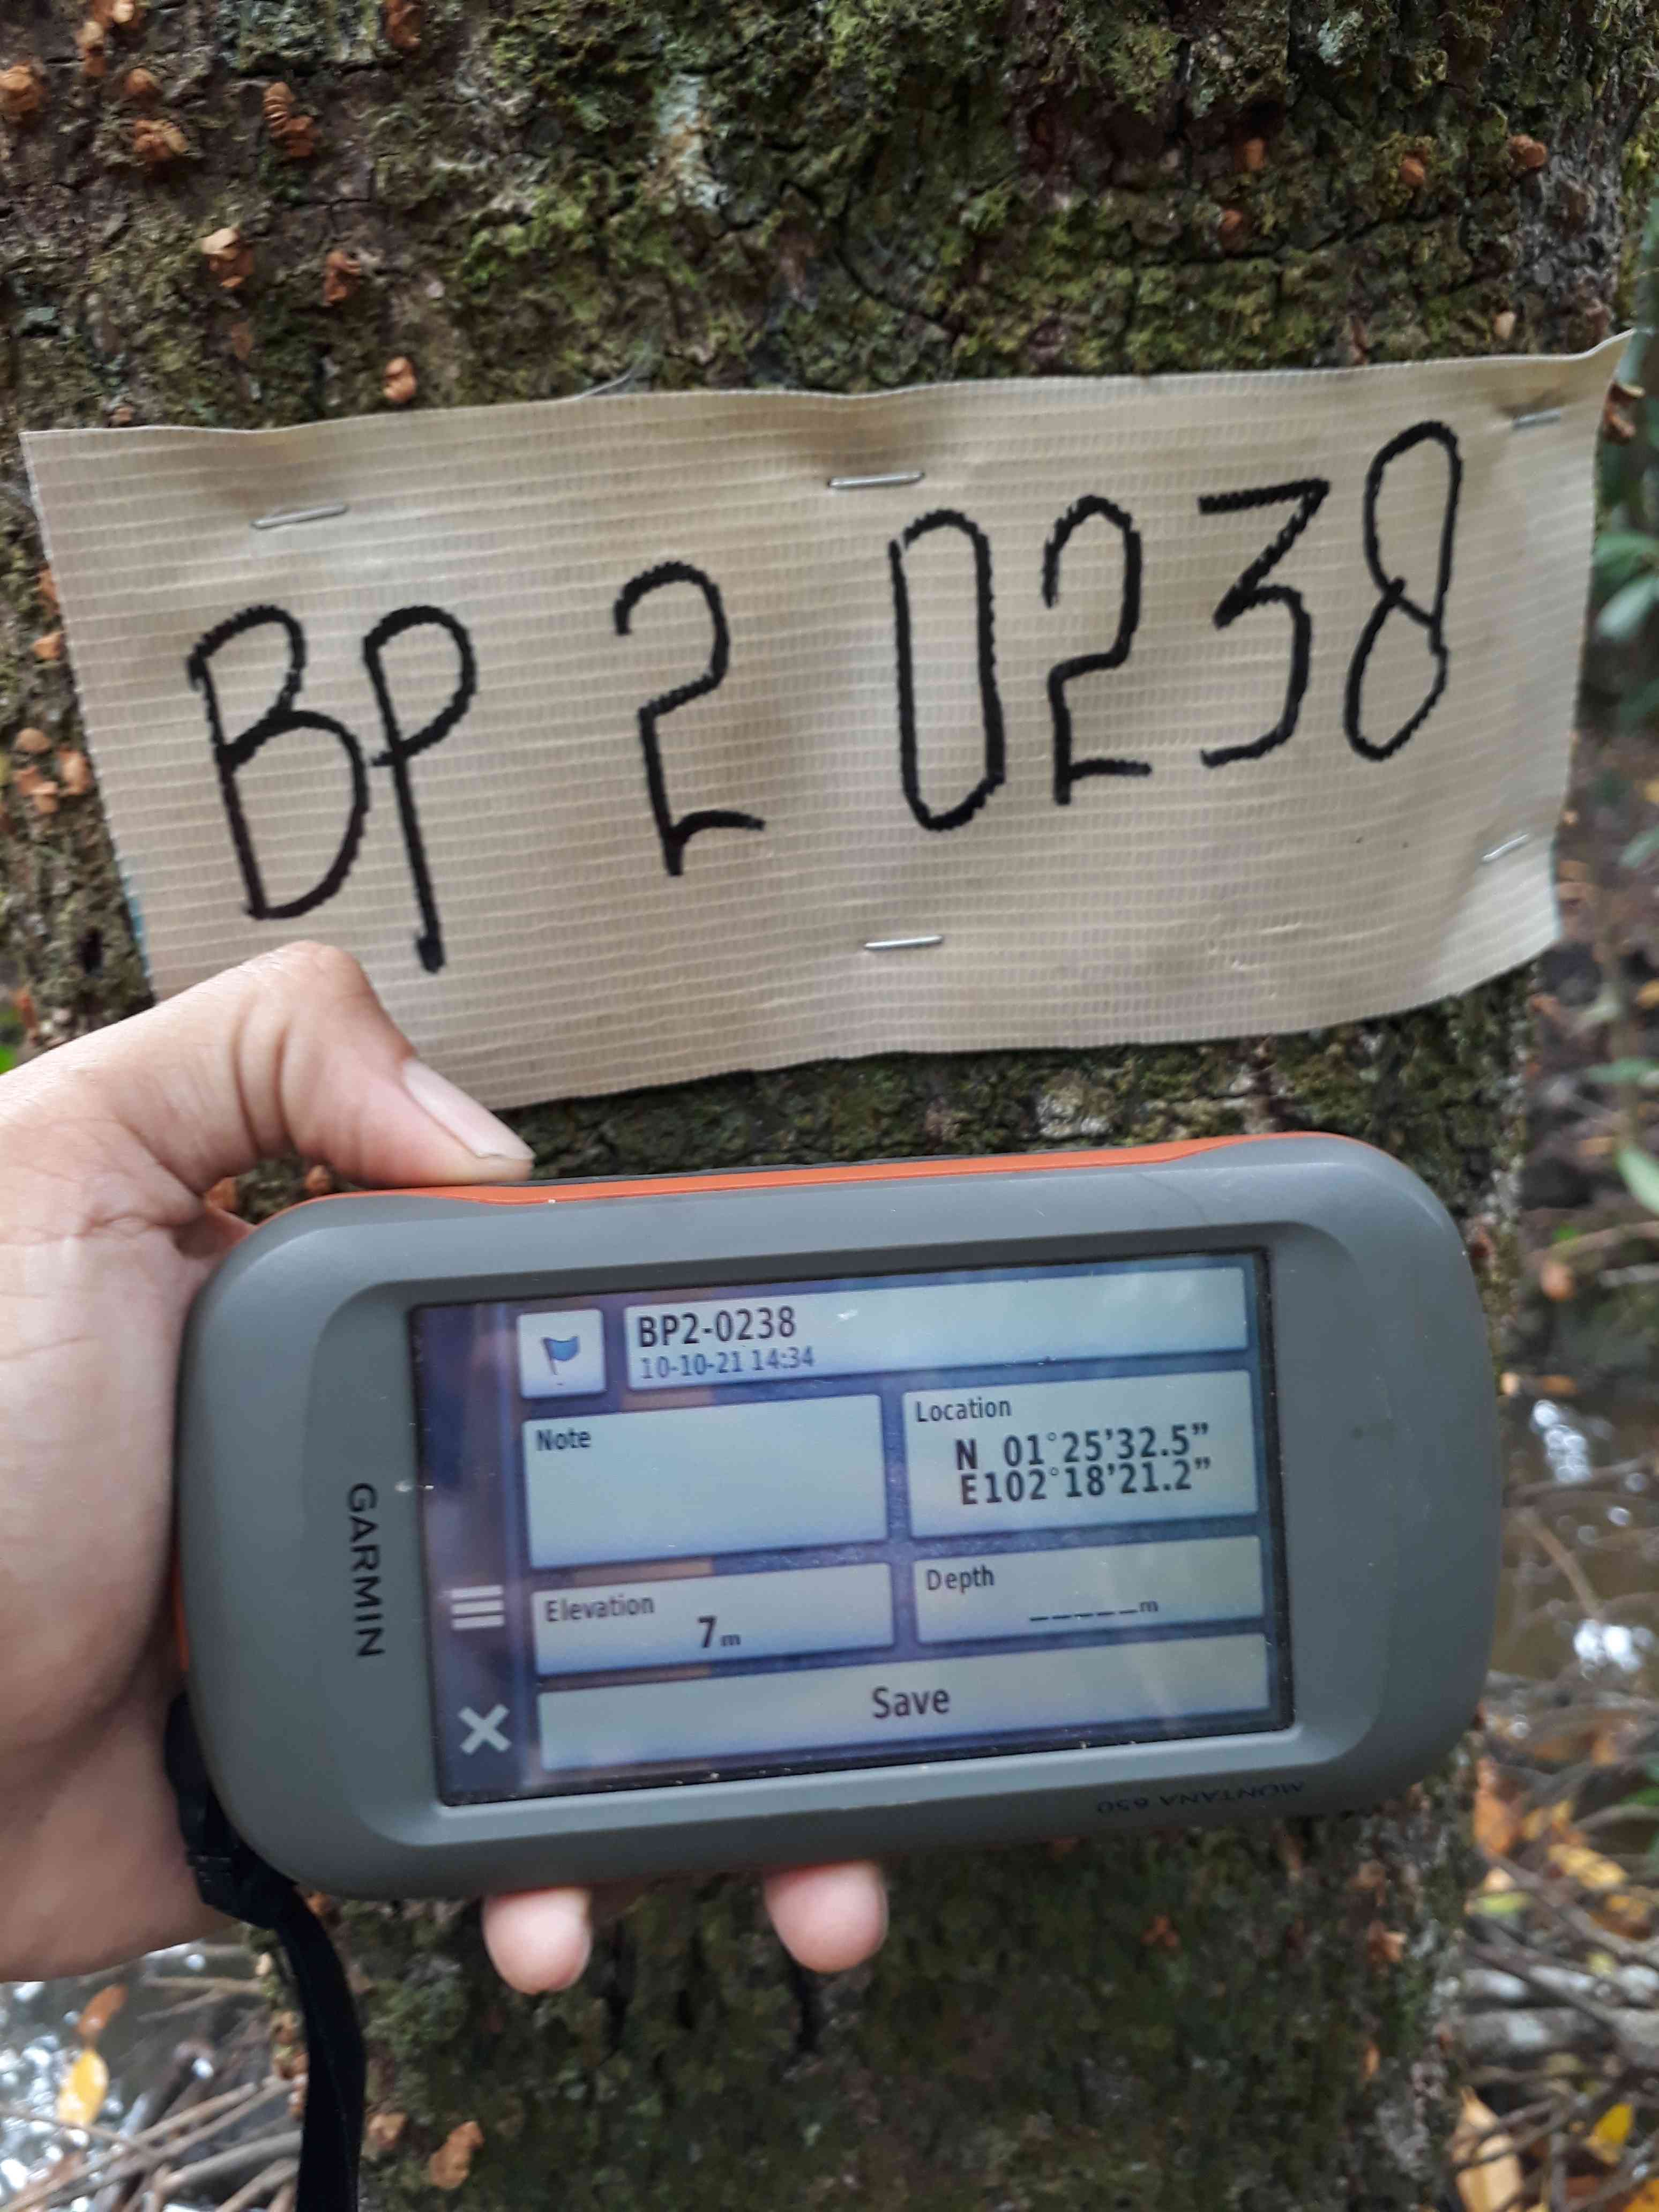 BP 2 0238
BP2-0238
10-10-21 14:34
Note
Location
N 01°25'32.5"
E102°18'21.2"
Elevation
7m
Depth
_____m
Save
GARMIN
MONTANA 650